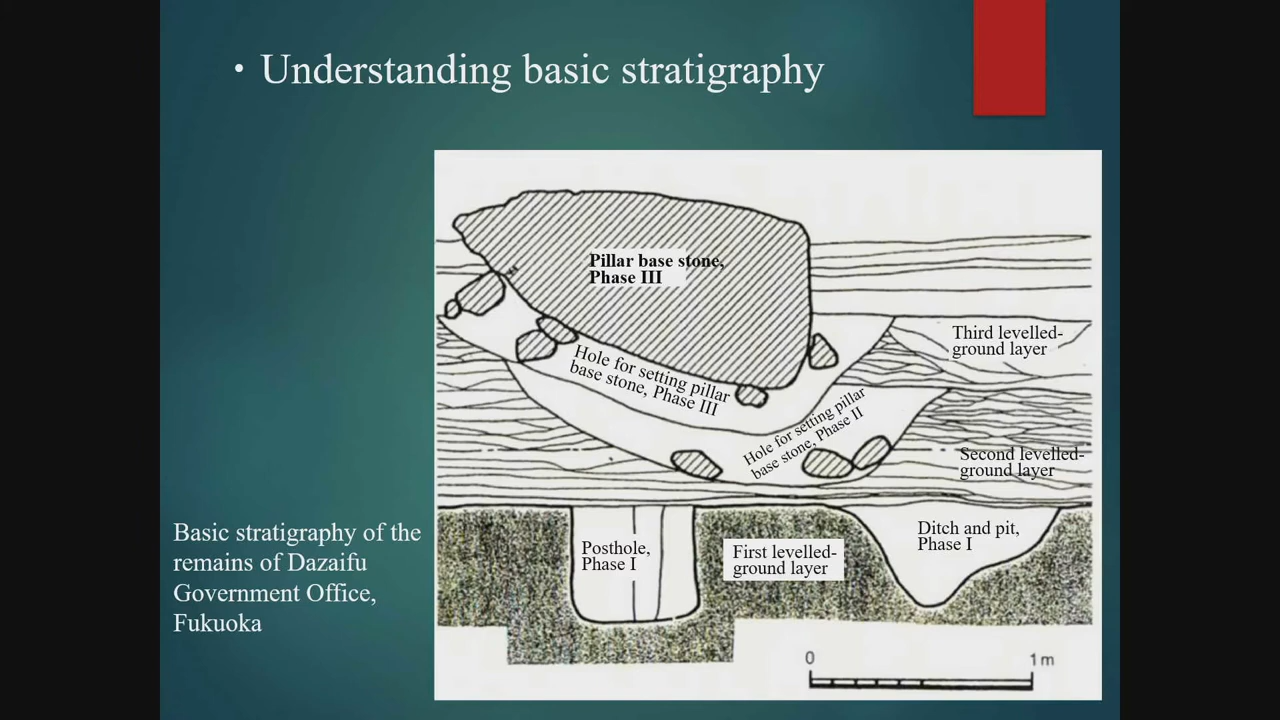 • Understanding basic stratigraphy
Pillar base stone,
Phase III
Third levelled-
ground layer
Hole for setting pillar
base stone, Phase III
Hole for setting pillar
base stone, Phase II
Second levelled-
ground layer
Basic stratigraphy of the
remains of Dazaifu
Government Office,
Fukuoka
Posthole,
Phase I
First levelled-
ground layer
Ditch and pit,
Phase I
0 1 m